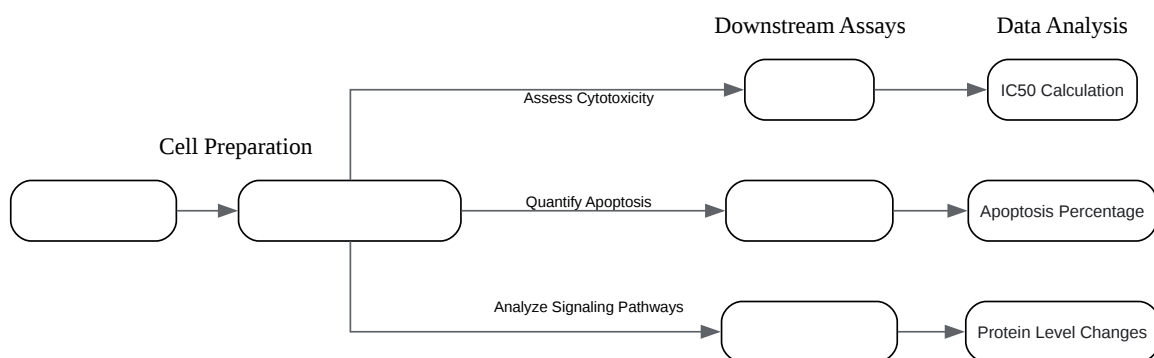 Downstream Assays
Data Analysis
Assess Cytotoxicity
IC50 Calculation
Cell Preparation
Quantify Apoptosis
Apoptosis Percentage
Analyze Signaling Pathways
Protein Level Changes